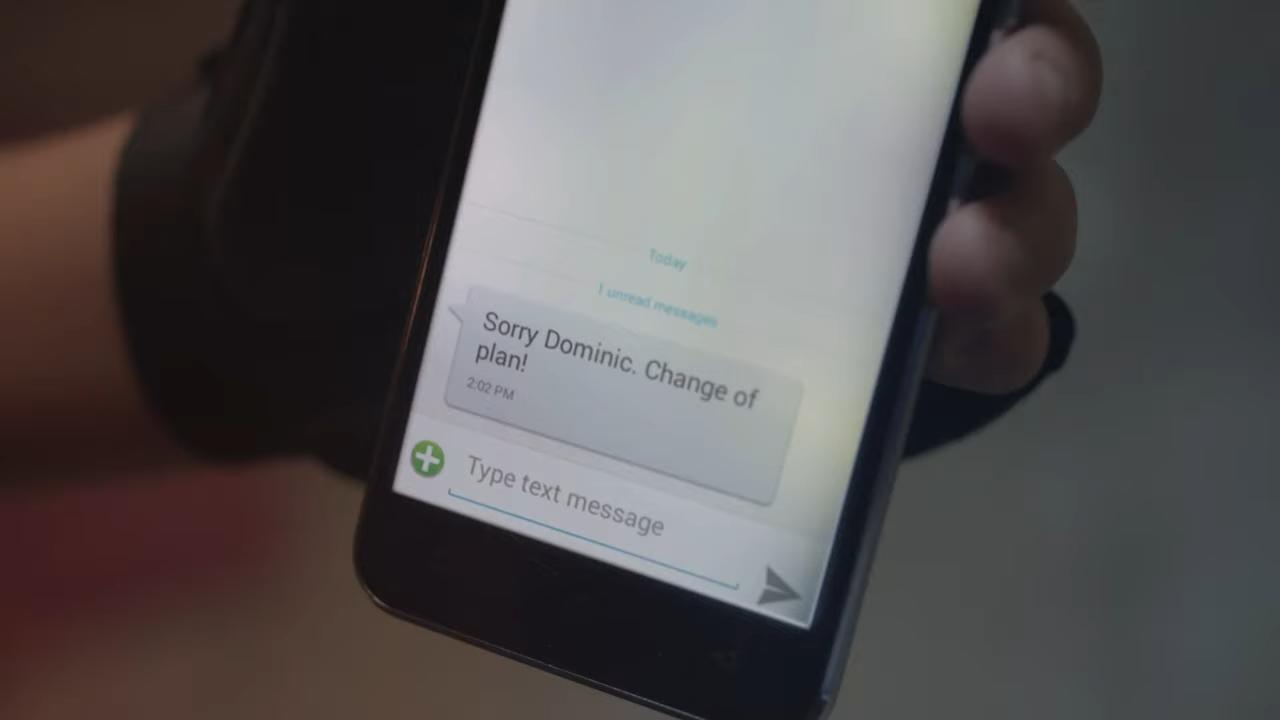 Today
1 unread messages
Sorry Dominic. Change of
plan!
2:02 PM
Type text message